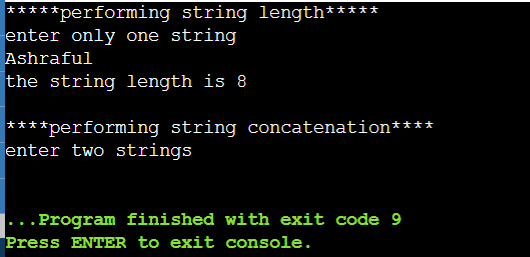 *****performing string length*****
enter only one string
Ashraful
the string length is 8
****performing string concatenation****
enter two strings
...Program finished with exit code 9
Press ENTER to exit console.